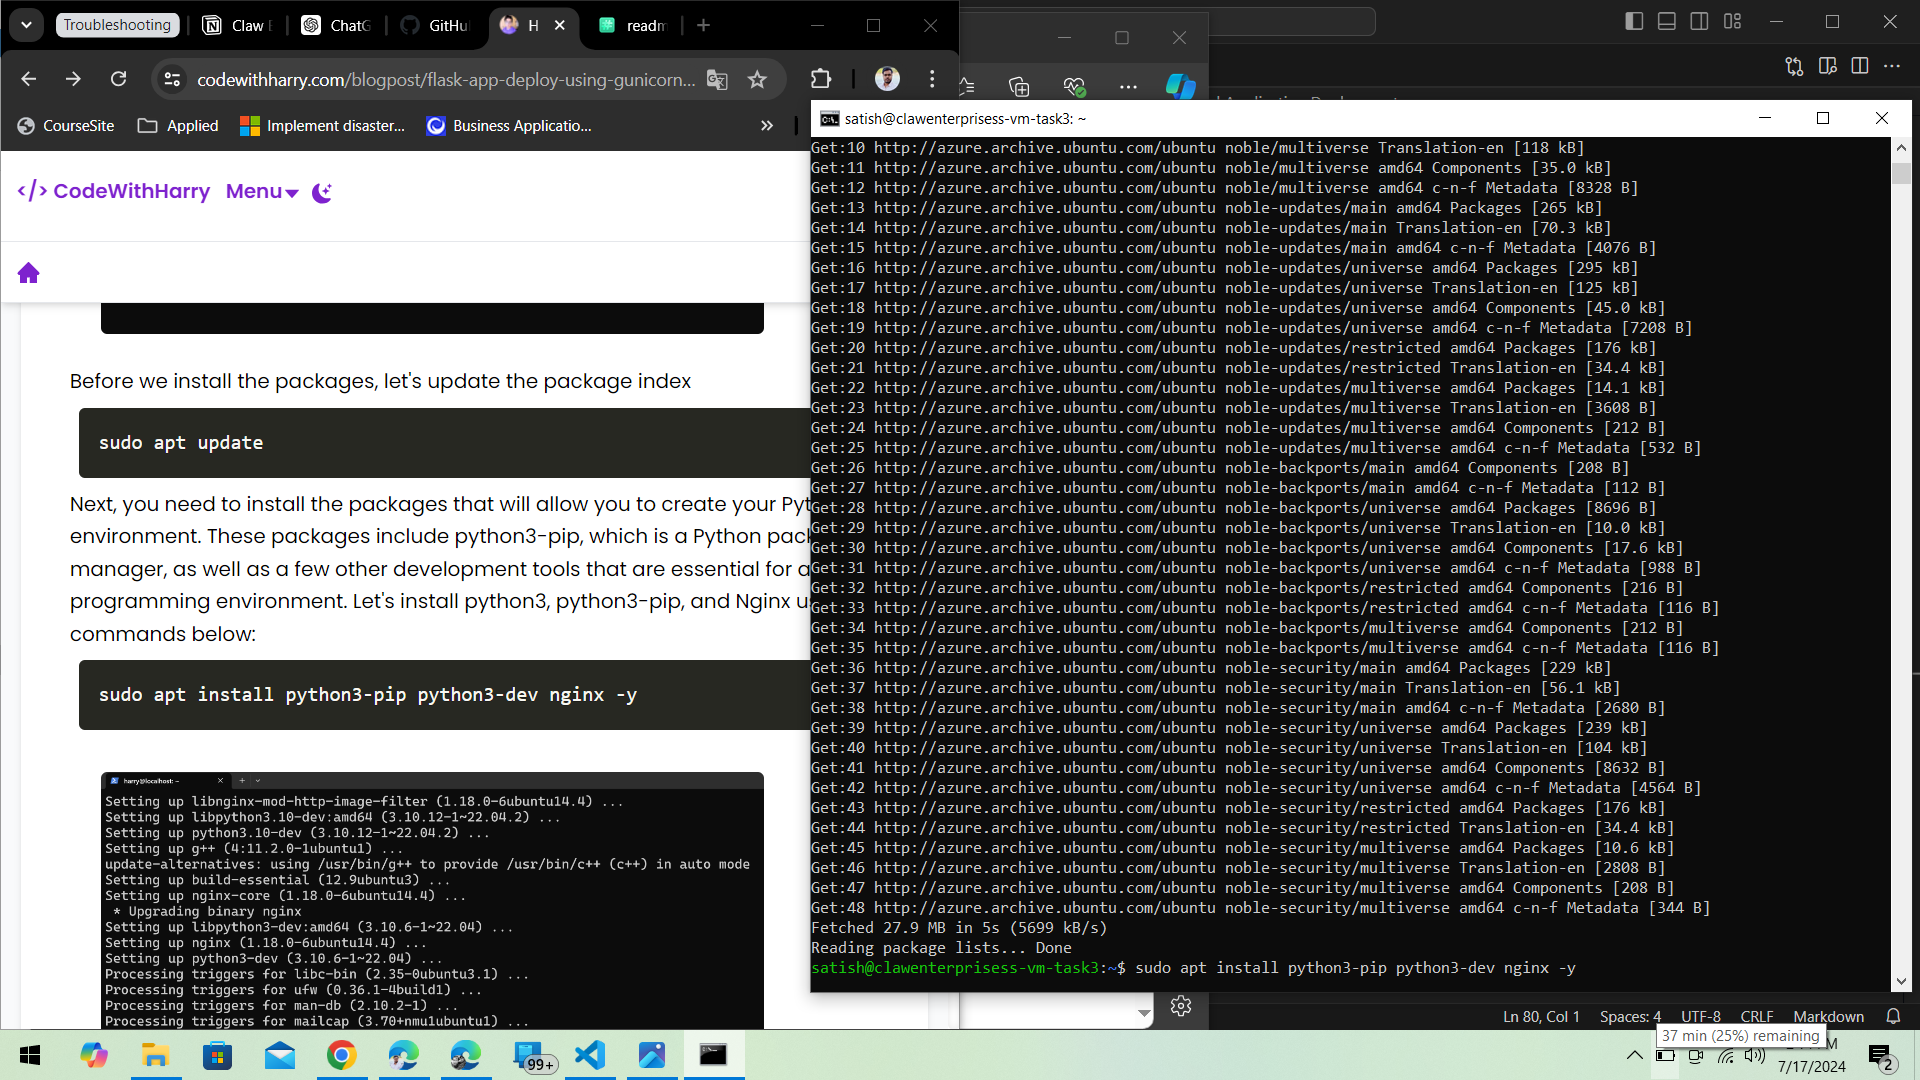 Troubleshooting
Claw E
ChatG
GitHu
H
readm
codewithharry.com/blogpost/flask-app-deploy-using-gunicorn...
CourseSite
Applied
Implement disaster...
Business Applicatio...
</> CodeWithHarry
Menu
Before we install the packages, let's update the package index
sudo apt update
Next, you need to install the packages that will allow you to create your Pyt
environment. These packages include python3-pip, which is a Python pack
manager, as well as a few other development tools that are essential for a
programming environment. Let's install python3, python3-pip, and Nginx us
commands below:
sudo apt install python3-pip python3-dev nginx -y
harry@localhost: ~
Setting up libnginx-mod-http-image-filter (1.18.0-6ubuntu14.4) ...
Setting up libpython3.10-dev:amd64 (3.10.12-1~22.04.2) ...
Setting up python3.10-dev (3.10.12-1~22.04.2) ...
Setting up g++ (4:11.2.0-1ubuntu1) ...
update-alternatives: using /usr/bin/g++ to provide /usr/bin/c++ (c++) in auto mode
Setting up build-essential (12.9ubuntu3) ...
Setting up nginx-core (1.18.0-6ubuntu14.4) ...
* Upgrading binary nginx
Setting up libpython3-dev:amd64 (3.10.6-1~22.04) ...
Setting up nginx (1.18.0-6ubuntu14.4) ...
Setting up python3-dev (3.10.6-1~22.04) ...
Processing triggers for libc-bin (2.35-0ubuntu3.1) ...
Processing triggers for ufw (0.36.1-4build1) ...
Processing triggers for man-db (2.10.2-1) ...
Processing triggers for mailcap (3.70+nmu1ubuntu1) ...
satish@clawenterprisess-vm-task3: ~
Get:10 http://azure.archive.ubuntu.com/ubuntu noble/multiverse Translation-en [118 kB]
Get:11 http://azure.archive.ubuntu.com/ubuntu noble/multiverse amd64 Components [35.0 kB]
Get:12 http://azure.archive.ubuntu.com/ubuntu noble/multiverse amd64 c-n-f Metadata [8328 B]
Get:13 http://azure.archive.ubuntu.com/ubuntu noble-updates/main amd64 Packages [265 kB]
Get:14 http://azure.archive.ubuntu.com/ubuntu noble-updates/main Translation-en [70.3 kB]
Get:15 http://azure.archive.ubuntu.com/ubuntu noble-updates/main amd64 c-n-f Metadata [4076 B]
Get:16 http://azure.archive.ubuntu.com/ubuntu noble-updates/universe amd64 Packages [295 kB]
Get:17 http://azure.archive.ubuntu.com/ubuntu noble-updates/universe Translation-en [125 kB]
Get:18 http://azure.archive.ubuntu.com/ubuntu noble-updates/universe amd64 Components [45.0 kB]
Get:19 http://azure.archive.ubuntu.com/ubuntu noble-updates/universe amd64 c-n-f Metadata [7208 B]
Get:20 http://azure.archive.ubuntu.com/ubuntu noble-updates/restricted amd64 Packages [176 kB]
Get:21 http://azure.archive.ubuntu.com/ubuntu noble-updates/restricted Translation-en [34.4 kB]
Get:22 http://azure.archive.ubuntu.com/ubuntu noble-updates/multiverse amd64 Packages [14.1 kB]
Get:23 http://azure.archive.ubuntu.com/ubuntu noble-updates/multiverse Translation-en [3608 B]
Get:24 http://azure.archive.ubuntu.com/ubuntu noble-updates/multiverse amd64 Components [212 B]
Get:25 http://azure.archive.ubuntu.com/ubuntu noble-updates/multiverse amd64 c-n-f Metadata [532 B]
Get:26 http://azure.archive.ubuntu.com/ubuntu noble-backports/main amd64 Components [208 B]
Get:27 http://azure.archive.ubuntu.com/ubuntu noble-backports/main amd64 c-n-f Metadata [112 B]
Get:28 http://azure.archive.ubuntu.com/ubuntu noble-backports/universe amd64 Packages [8696 B]
Get:29 http://azure.archive.ubuntu.com/ubuntu noble-backports/universe Translation-en [10.0 kB]
Get:30 http://azure.archive.ubuntu.com/ubuntu noble-backports/universe amd64 Components [17.6 kB]
Get:31 http://azure.archive.ubuntu.com/ubuntu noble-backports/universe amd64 c-n-f Metadata [988 B]
Get:32 http://azure.archive.ubuntu.com/ubuntu noble-backports/restricted amd64 Components [216 B]
Get:33 http://azure.archive.ubuntu.com/ubuntu noble-backports/restricted amd64 c-n-f Metadata [116 B]
Get:34 http://azure.archive.ubuntu.com/ubuntu noble-backports/multiverse amd64 Components [212 B]
Get:35 http://azure.archive.ubuntu.com/ubuntu noble-backports/multiverse amd64 c-n-f Metadata [116 B]
Get:36 http://azure.archive.ubuntu.com/ubuntu noble-security/main amd64 Packages [229 kB]
Get:37 http://azure.archive.ubuntu.com/ubuntu noble-security/main Translation-en [56.1 kB]
Get:38 http://azure.archive.ubuntu.com/ubuntu noble-security/main amd64 c-n-f Metadata [2680 B]
Get:39 http://azure.archive.ubuntu.com/ubuntu noble-security/universe amd64 Packages [239 kB]
Get:40 http://azure.archive.ubuntu.com/ubuntu noble-security/universe Translation-en [104 kB]
Get:41 http://azure.archive.ubuntu.com/ubuntu noble-security/universe amd64 Components [8632 B]
Get:42 http://azure.archive.ubuntu.com/ubuntu noble-security/universe amd64 c-n-f Metadata [4564 B]
Get:43 http://azure.archive.ubuntu.com/ubuntu noble-security/restricted amd64 Packages [176 kB]
Get:44 http://azure.archive.ubuntu.com/ubuntu noble-security/restricted Translation-en [34.4 kB]
Get:45 http://azure.archive.ubuntu.com/ubuntu noble-security/multiverse amd64 Packages [10.6 kB]
Get:46 http://azure.archive.ubuntu.com/ubuntu noble-security/multiverse Translation-en [2808 B]
Get:47 http://azure.archive.ubuntu.com/ubuntu noble-security/multiverse amd64 Components [208 B]
Get:48 http://azure.archive.ubuntu.com/ubuntu noble-security/multiverse amd64 c-n-f Metadata [344 B]
Fetched 27.9 MB in 5s (5699 kB/s)
Reading package lists... Done
satish@clawenterprisess-vm-task3:~$ sudo apt install python3-pip python3-dev nginx -y
Ln 80, Col 1
Spaces: 4
UTF-8
CRLF
Markdown
37 min (25%) remaining
99+
7/17/2024
2